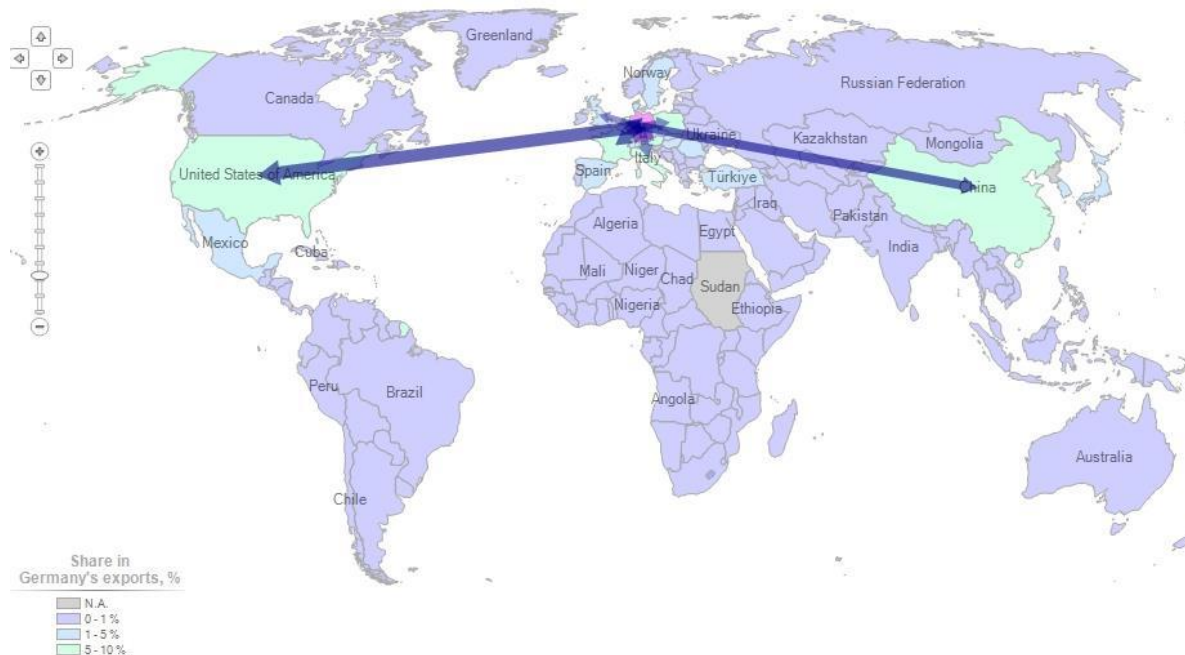 Greenland
Norway
Russian Federation
Canada
Ukraine
Kazakhstan
Mongolia
Italy
United States of America
Spain
Türkiye
China
Iraq
Pakistan
Algeria
Egypt
India
Mexico
Cuba
Mali
Niger
Chad
Sudan
Nigeria
Ethiopia
Peru
Brazil
Angola
Australia
Chile
Share in
Germany's exports, %
N.A.
0 - 1 %
1 - 5 %
5 - 10 %